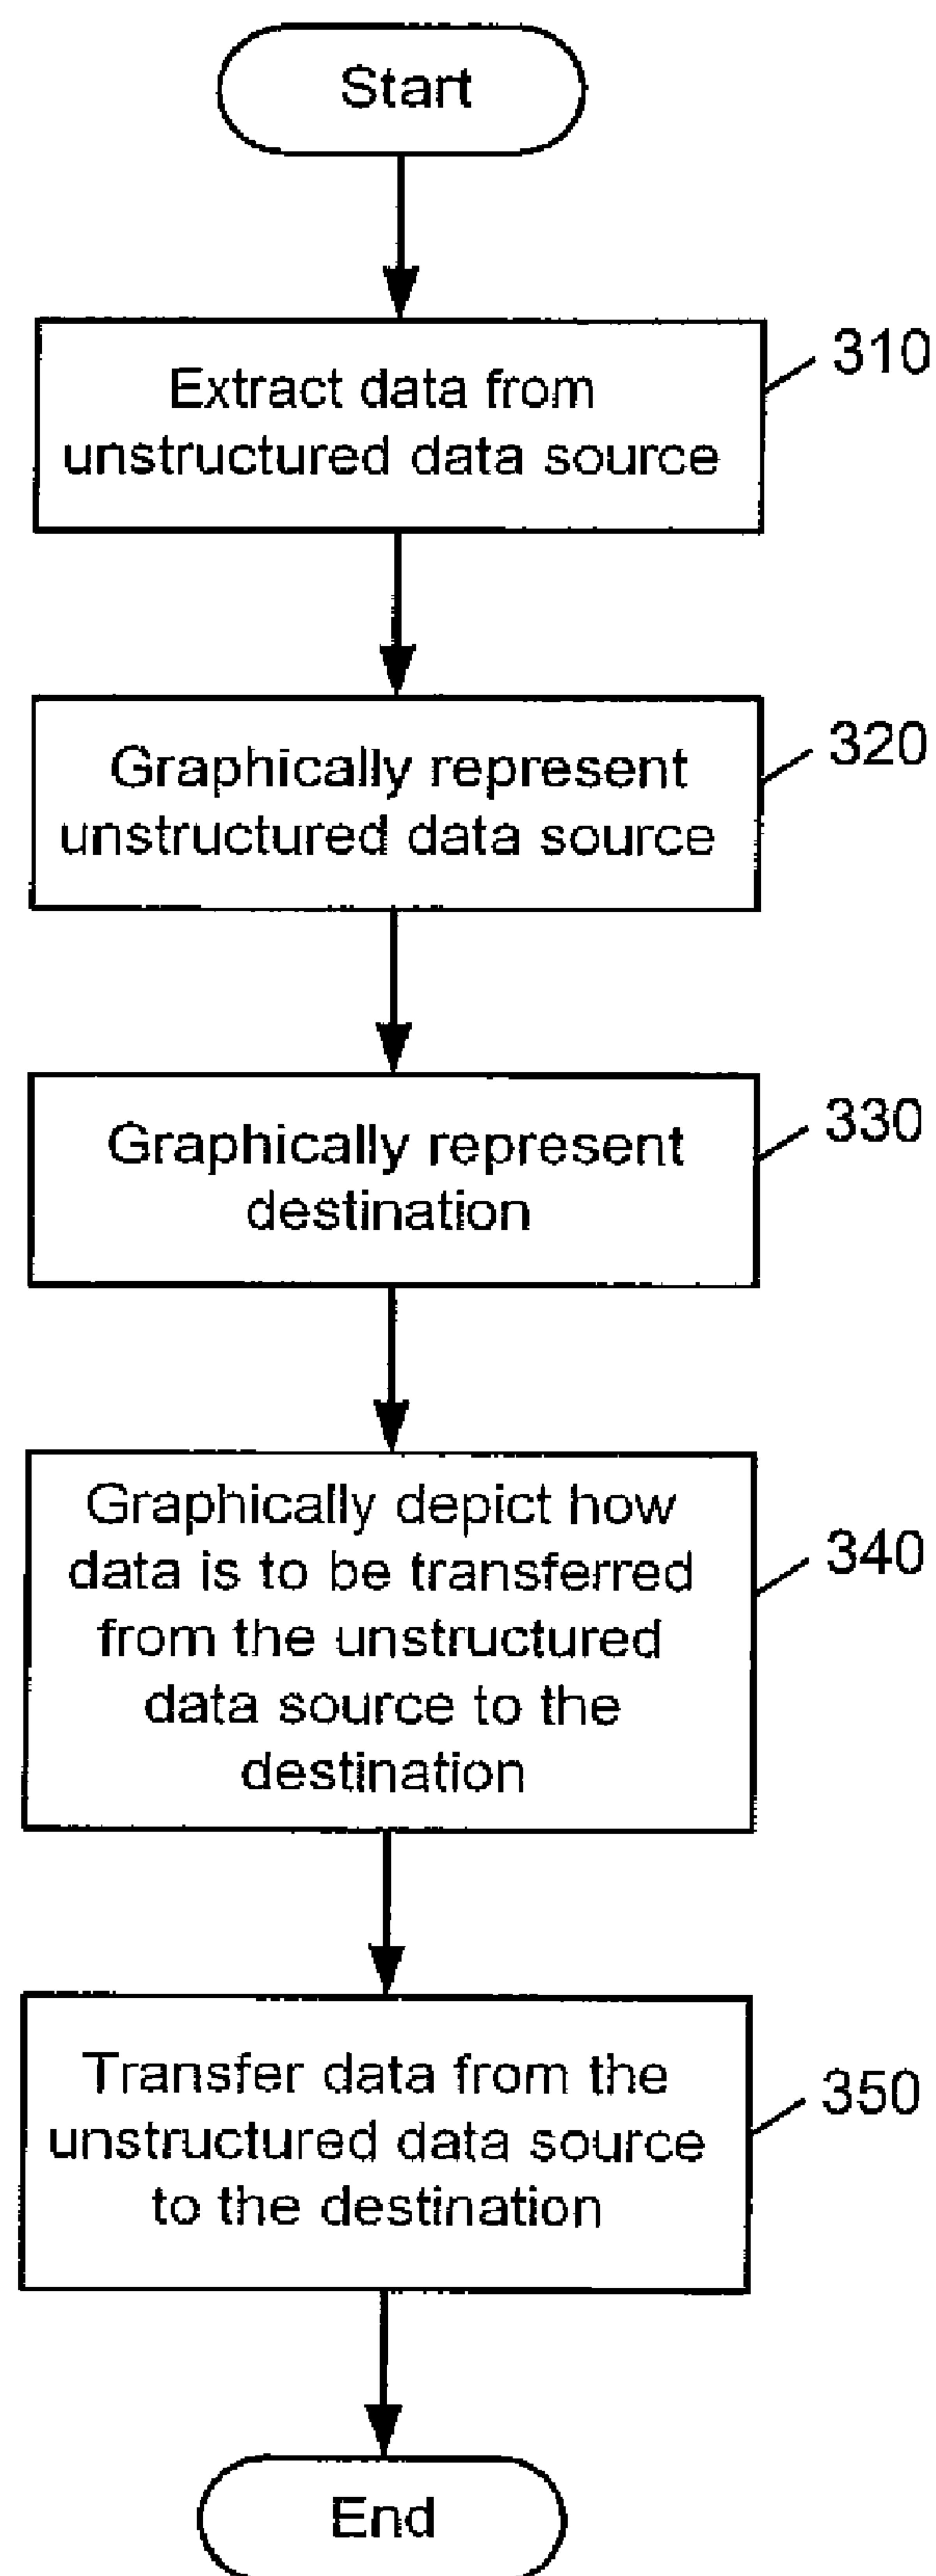 Start
310
Extract data from
unstructured data source
320
Graphically represent
unstructured data source
330
Graphically represent
destination
340
Graphically depict how
data is to be transferred
from the unstructured
data source to the
destination
350
Transfer data from the
unstructured data source
to the destination
End